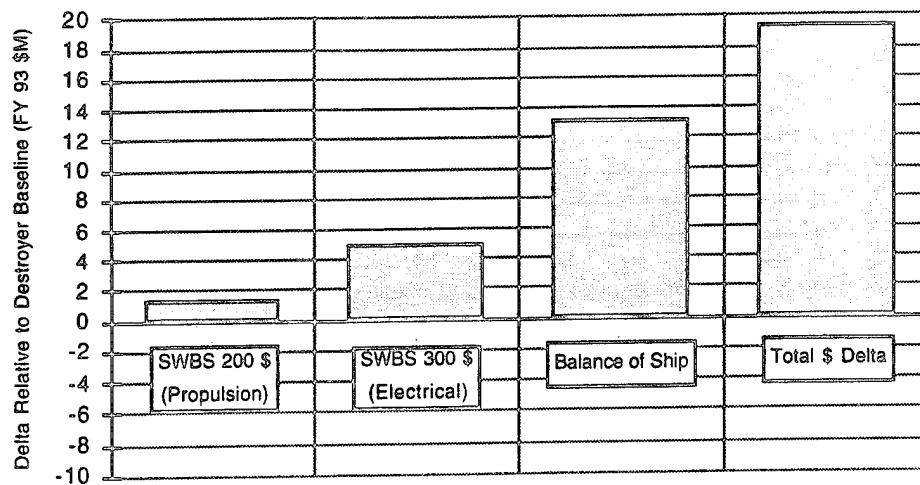 Delta Relative to Destroyer Baseline (FY 93 $M)
20
18
16
14
12
10
8
6
4
2
0
-2
-4
-6
-8
-10
SWBS 200 $
(Propulsion)
SWBS 300 $
(Electrical)
Balance of Ship
Total $ Delta